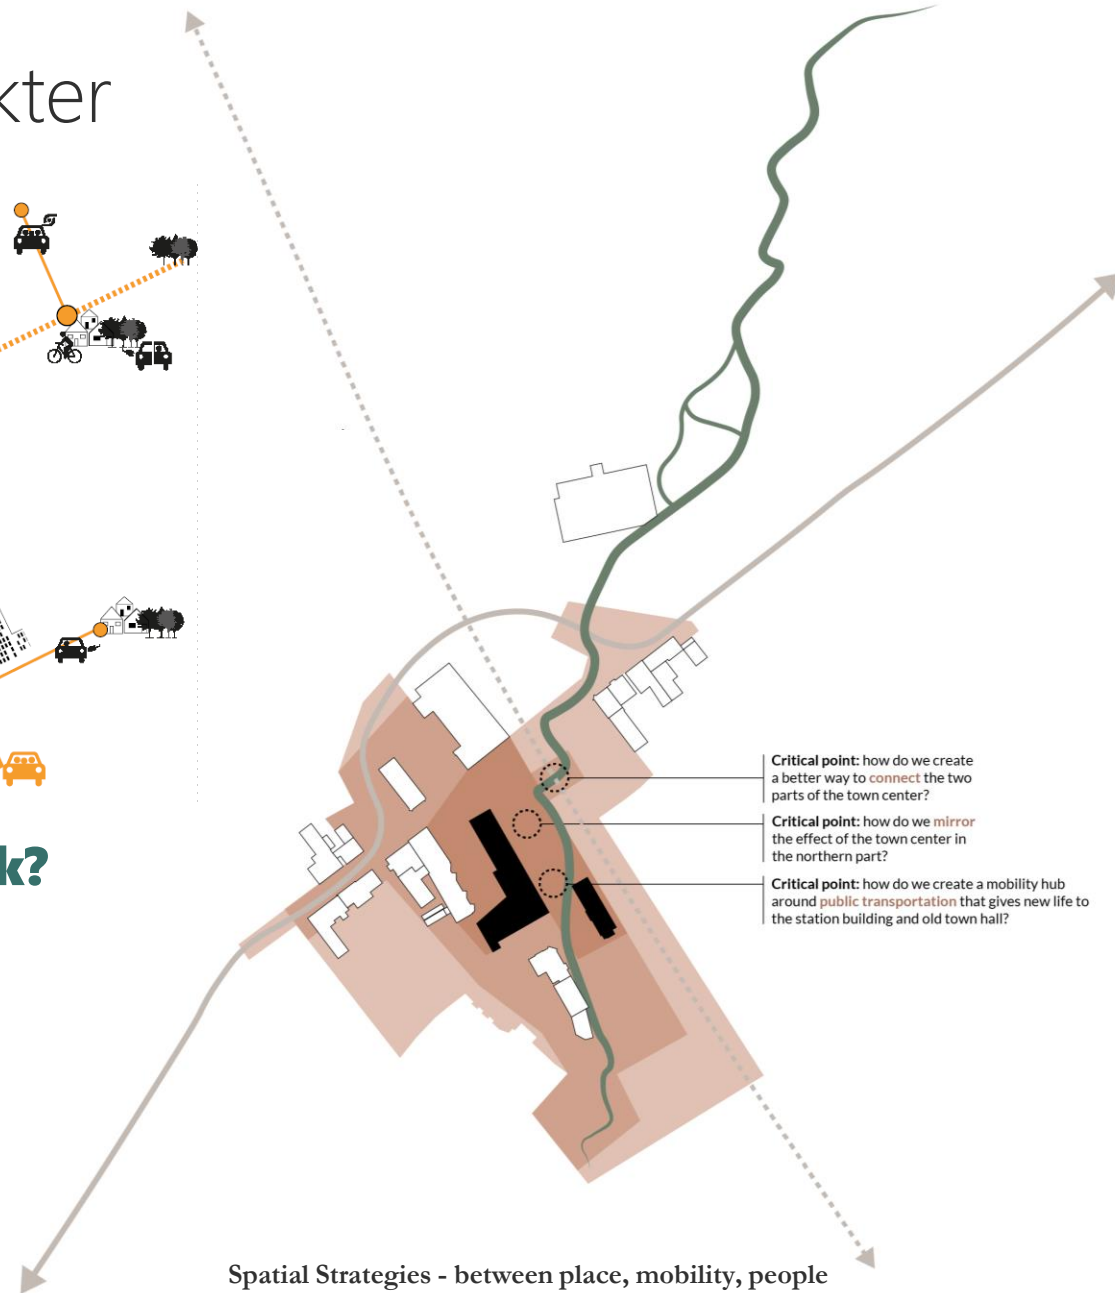 kter
Critical point: how do we create
a better way to connect the two
parts of the town center?
Critical point: how do we mirror
the effect of the town center in
the northern part?
Critical point: how do we create a mobility hub
around public transportation that gives new life to
the station building and old town hall?
k?
Spatial Strategies - between place, mobility, people